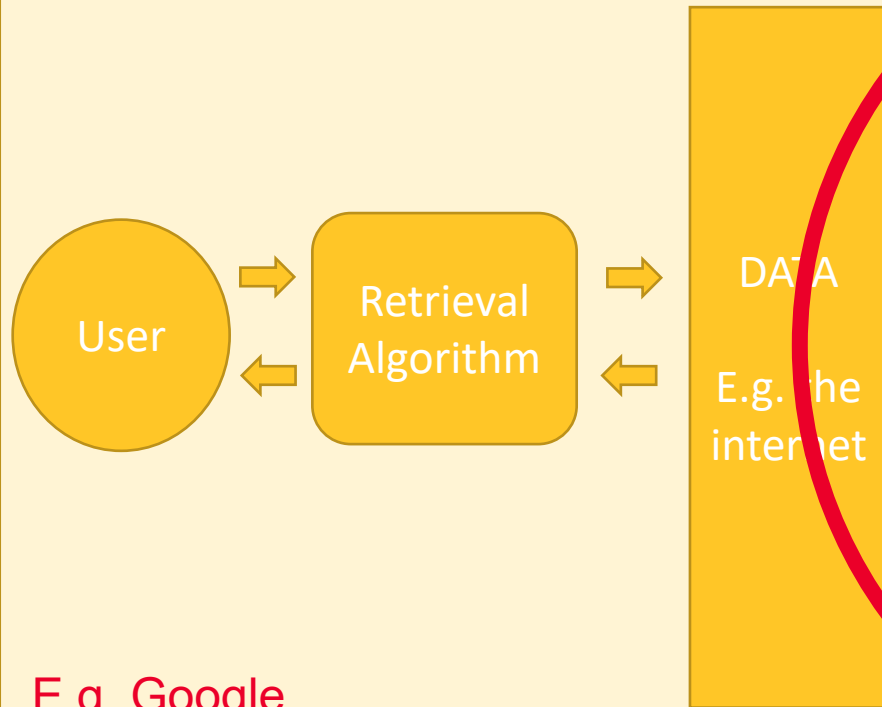 User
Retrieval
Algorithm
DATA
E.g. the
internet
E.g. Google